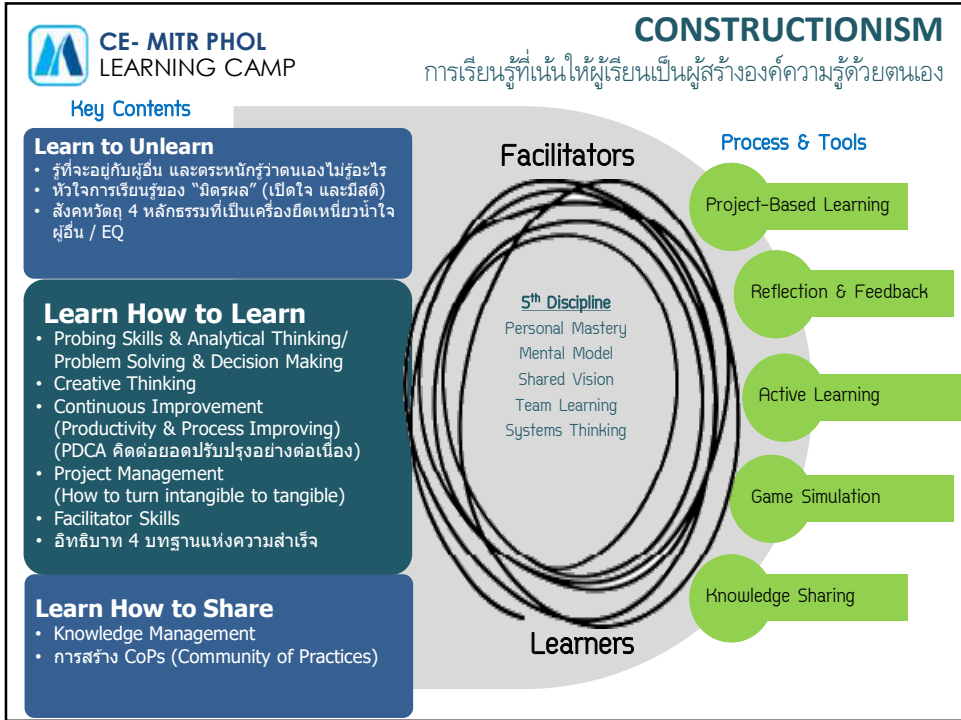 CE- MITR PHOL
LEARNING CAMP
CONSTRUCTIONISM
การเรียนรู้ที่เน้นให้ผู้เรียนเป็นผู้สร้างองค์ความรู้ด้วยตนเอง
Key Contents
Learn to Unlearn
• รู้ที่จะอยู่กับผู้อื่น และตระหนักรู้ว่าตนเองไม่รู้อะไร
• หัวใจการเรียนรู้ของ “มิตรผล” (เปิดใจ และมีสติ)
• สังคหวัตถุ 4 หลักธรรมที่เป็นเครื่องยึดเหนี่ยวน้ำใจ
ผู้อื่น / EQ
Learn How to Learn
• Probing Skills & Analytical Thinking/
Problem Solving & Decision Making
• Creative Thinking
• Continuous Improvement
(Productivity & Process Improving)
(PDCA คิดต่อยอดปรับปรุงอย่างต่อเนื่อง)
• Project Management
(How to turn intangible to tangible)
• Facilitator Skills
• อิทธิบาท 4 บทฐานแห่งความสำเร็จ
Learn How to Share
• Knowledge Management
• การสร้าง CoPs (Community of Practices)
Facilitators
5th Discipline
Personal Mastery
Mental Model
Shared Vision
Team Learning
Systems Thinking
Learners
Process & Tools
Project-Based Learning
Reflection & Feedback
Active Learning
Game Simulation
Knowledge Sharing